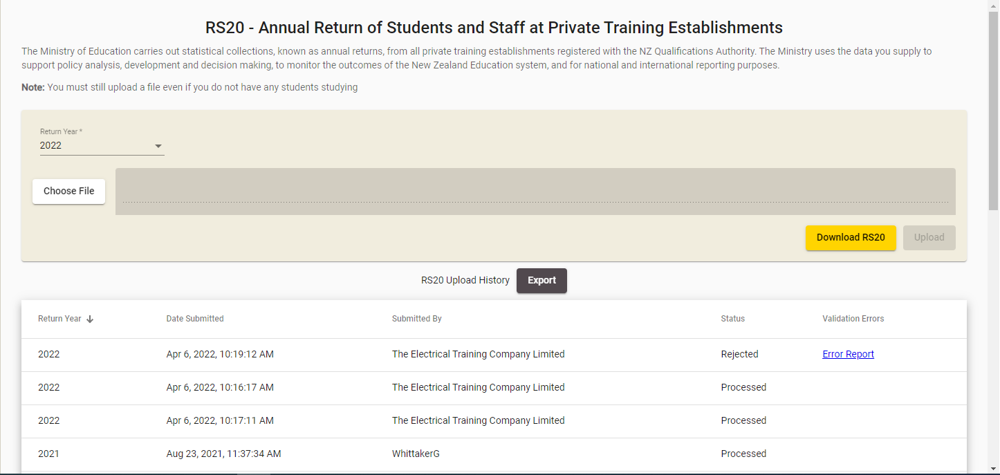 RS20 - Annual Return of Students and Staff at Private Training Establishments
The Ministry of Education carries out statistical collections, known as annual returns, from all private training establishments registered with the NZ Qualifications Authority. The Ministry uses the data you supply to
support policy analysis, development and decision making, to monitor the outcomes of the New Zealand Education system, and for national and international reporting purposes.
Note: You must still upload a file even if you do not have any students studying
Return Year *
2022
Choose File
Download RS20 Upload
RS20 Upload History Export
Return Year Date Submitted Submitted By Status Validation Errors
2022 Apr 6, 2022, 10:19:12 AM The Electrical Training Company Limited Rejected Error Report
2022 Apr 6, 2022, 10:16:17 AM The Electrical Training Company Limited Processed
2022 Apr 6, 2022, 10:17:11 AM The Electrical Training Company Limited Processed
2021 Aug 23, 2021, 11:37:34 AM WhittakerG Processed